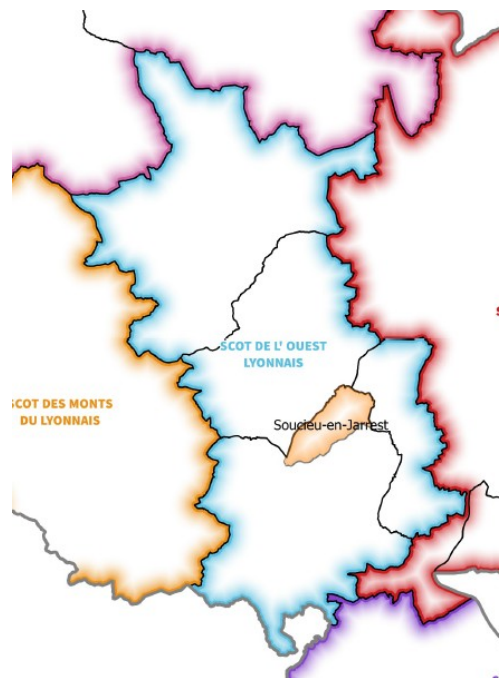 SCOT DE L' OUEST
LYONNAIS
SCOT DES MONTS
DU LYONNAIS
Soucieu-en-Jarrest